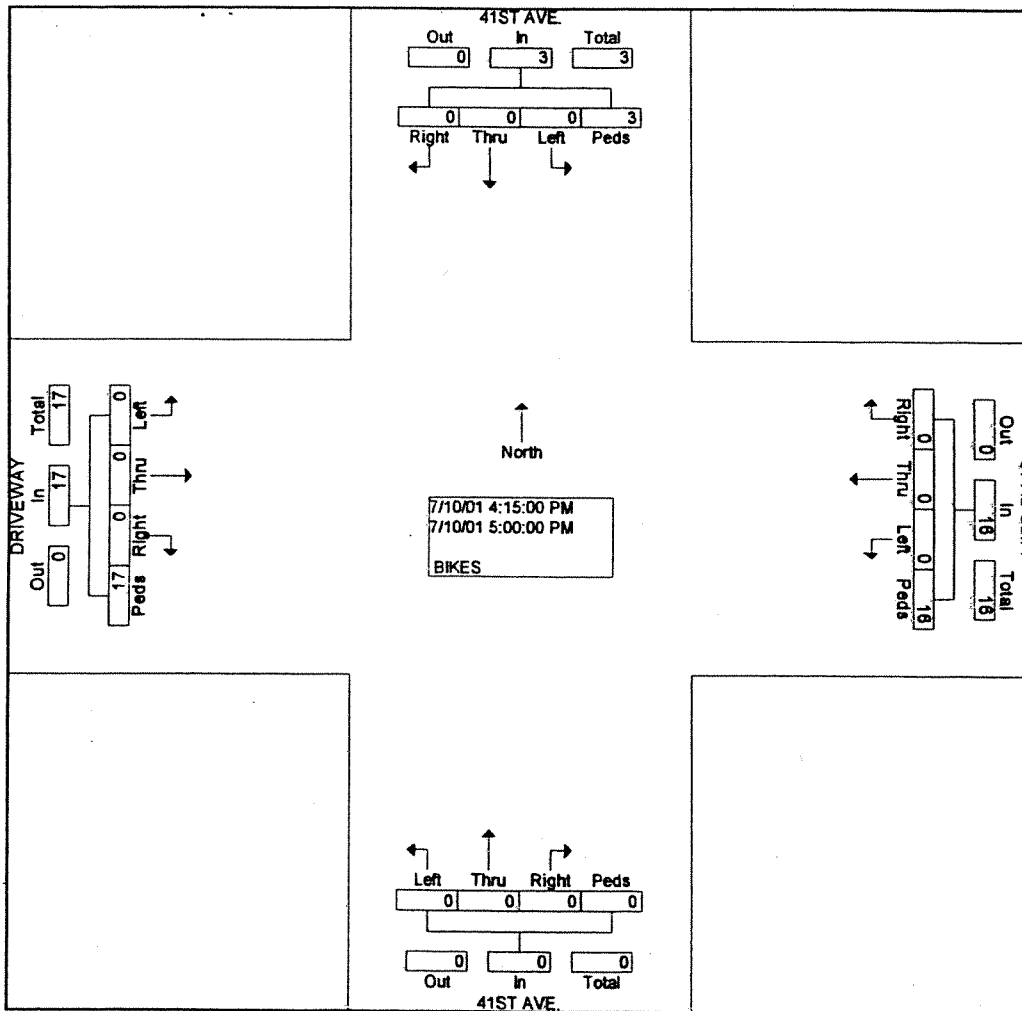 41ST AVE.
Out In Total
0 3 3
0 0 0 3
Right Thru Left Peds
DRIVEWAY
Out In Total
0 17 17
Left Thru Right Peds
0 0 0 17
North
7/10/01 4:15:00 PM
7/10/01 5:00:00 PM
BIKES
Right Thru Left Peds
0 0 0 16
Out In Total
0 16 16
Left Thru Right Peds
0 0 0 0
0 0 0
Out In Total
41ST AVE.